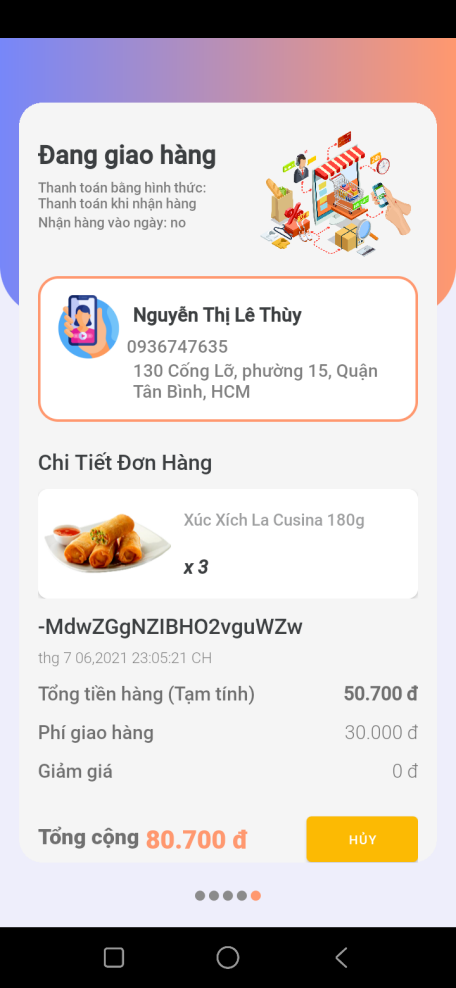 Đang giao hàng
Thanh toán bằng hình thức:
Thanh toán khi nhận hàng
Nhận hàng vào ngày: no
Nguyễn Thị Lê Thùy
0936747635
130 Cống Lỡ, phường 15, Quận
Tân Bình, HCM
Chi Tiết Đơn Hàng
Xúc Xích La Cusina 180g
x 3
-MdwZGgNZIBHO2vguWZw
thg 7 06,2021 23:05:21 CH
Tổng tiền hàng (Tạm tính) 50.700 đ
Phí giao hàng 30.000 đ
Giảm giá 0 đ
Tổng cộng 80.700 đ
HỦY